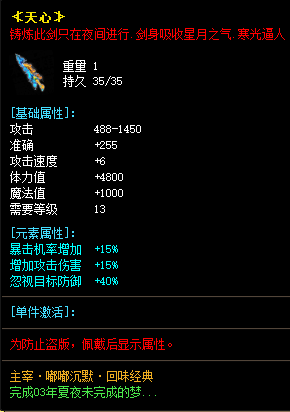 ≮天心≯
铸炼此剑只在夜间进行.剑身吸收星月之气.寒光逼人
重量 1
持久 35/35
[基础属性]:
攻击 488-1450
准确 +255
攻击速度 +6
体力值 +4800
魔法值 +1000
需要等级 13
[元素属性]:
暴击机率增加 +15%
增加攻击伤害 +15%
忽视目标防御 +40%
[单件激活]:
为防止盗版,佩戴后显示属性。
主宰·嘟嘟沉默·回味经典
完成03年夏夜未完成的梦...